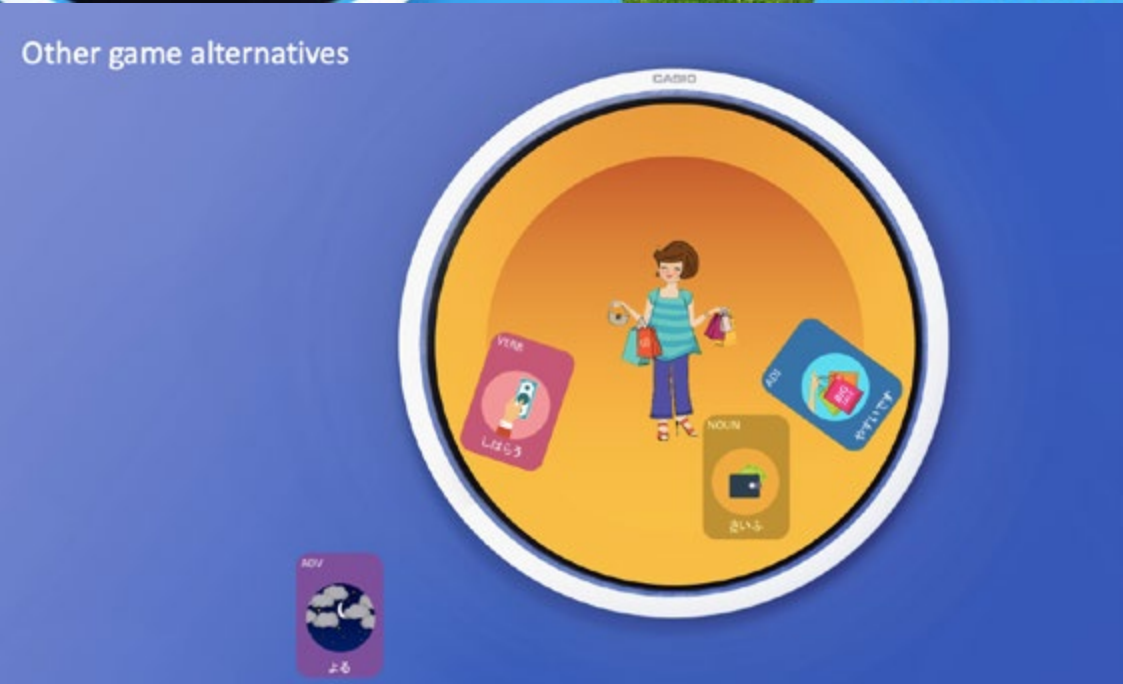 Other game alternatives
CASIO
VERB
しはらう
ADJ
BIG
やすいです
NOUN
さいふ
ADV
よる